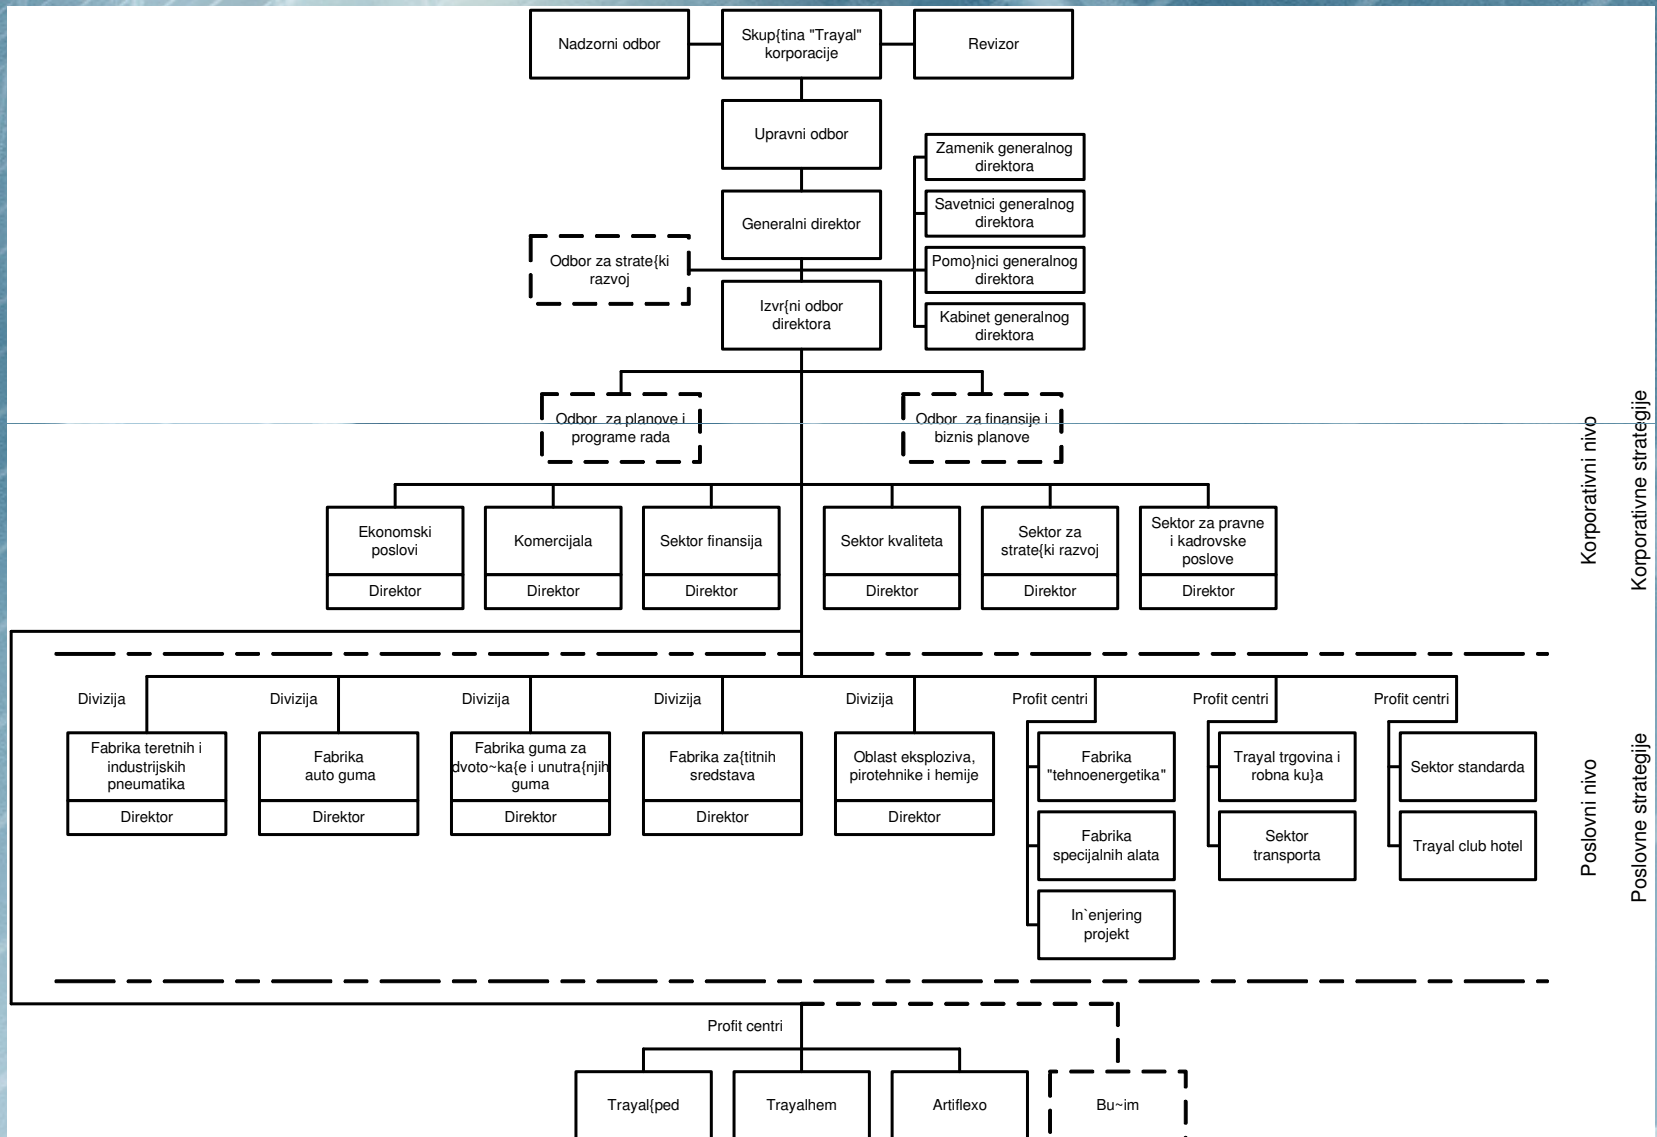 Nadzorni odbor
Skup{tina "Trayal"
korporacije
Revizor
Upravni odbor
Generalni direktor
Zamenik generalnog
direktora
Savetnici generalnog
direktora
Pomo}nici generalnog
direktora
Kabinet generalnog
direktora
Odbor za strate{ki
razvoj
Izvr{ni odbor
direktora
Odbor za planove i
programe rada
Odbor za finansije i
biznis planove
Korporativni nivo
Korporativne strategije
Ekonomski
poslovi
Direktor
Komercijala
Direktor
Sektor finansija
Direktor
Sektor kvaliteta
Direktor
Sektor za
strate{ki razvoj
Direktor
Sektor za pravne
i kadrovske
poslove
Direktor
Divizija
Fabrika teretnih i
industrijskih
pneumatika
Direktor
Divizija
Fabrika
auto guma
Direktor
Divizija
Fabrika guma za
dvoto~ka{e i unutra{njih
guma
Direktor
Divizija
Fabrika za{titnih
sredstava
Direktor
Divizija
Oblast eksploziva,
pirotehnike i hemije
Direktor
Profit centri
Fabrika
"tehnoenergetika"
Fabrika
specijalnih alata
In`enjering
projekt
Profit centri
Trayal trgovina i
robna ku}a
Sektor
transporta
Profit centri
Sektor standarda
Trayal club hotel
Poslovni nivo
Poslovne strategije
Profit centri
Trayal{ped
Trayalhem
Artiflexo
Bu~im